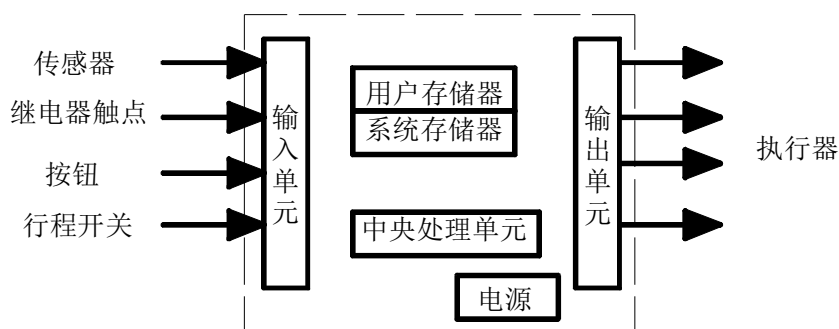 传感器
继电器触点
按钮
行程开关
输入单元
用户存储器
系统存储器
中央处理单元
电源
输出单元
执行器